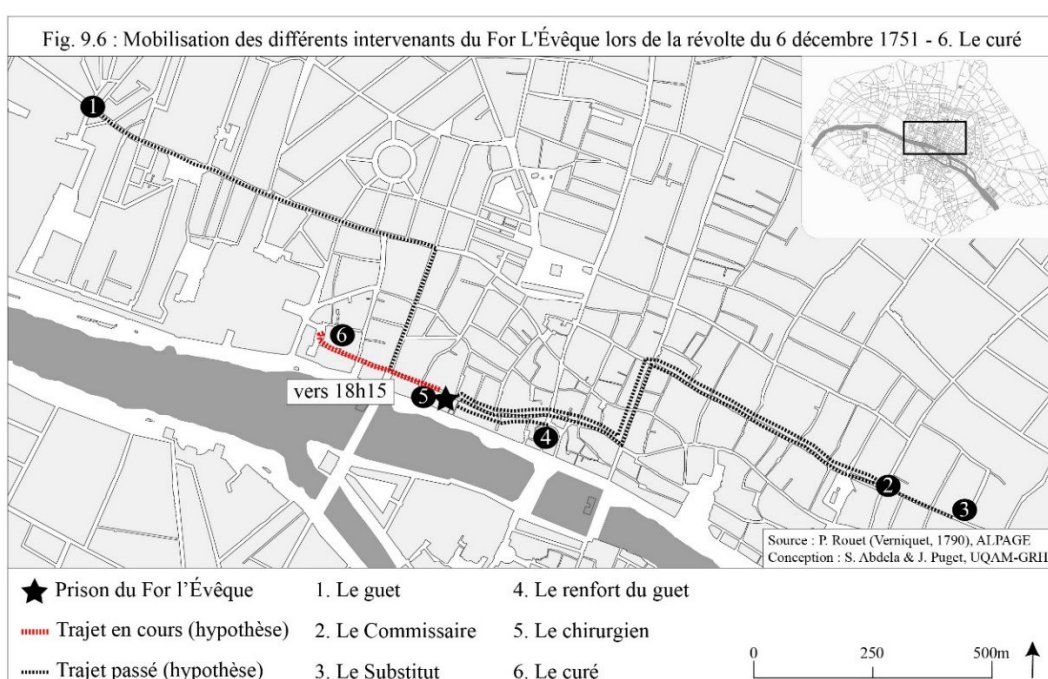 Fig. 9.6 : Mobilisation des différents intervenants du For L'Évêque lors de la révolte du 6 décembre 1751 - 6. Le curé
1
6
vers 18h15
5
4
2
3
Source : P. Rouet (Verniquet, 1790), ALPAGE
Conception : S. Abdela & J. Puget, UQAM-GRHS
Prison du For l'Évêque
Trajet en cours (hypothèse)
Trajet passé (hypothèse)
1. Le guet
2. Le Commissaire
3. Le Substitut
4. Le renfort du guet
5. Le chirurgien
6. Le curé
0 250 500m